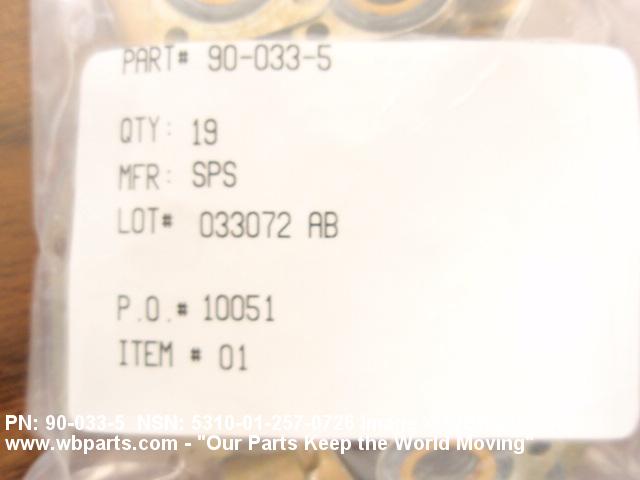 PART# 90-033-5
QTY: 19
MFR: SPS
LOT# 033072 AB
P.O.# 10051
ITEM # 01
PN: 90-033-5 NSN: 5310-01-257-0726 Image
www.wbparts.com - "Our Parts Keep the World Moving"